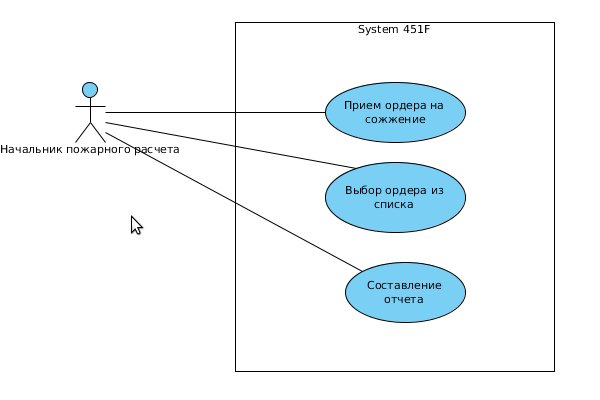 System 451F
Прием ордера на
сожжение
Начальник пожарного расчета
Выбор ордера из
списка
Составление
отчета